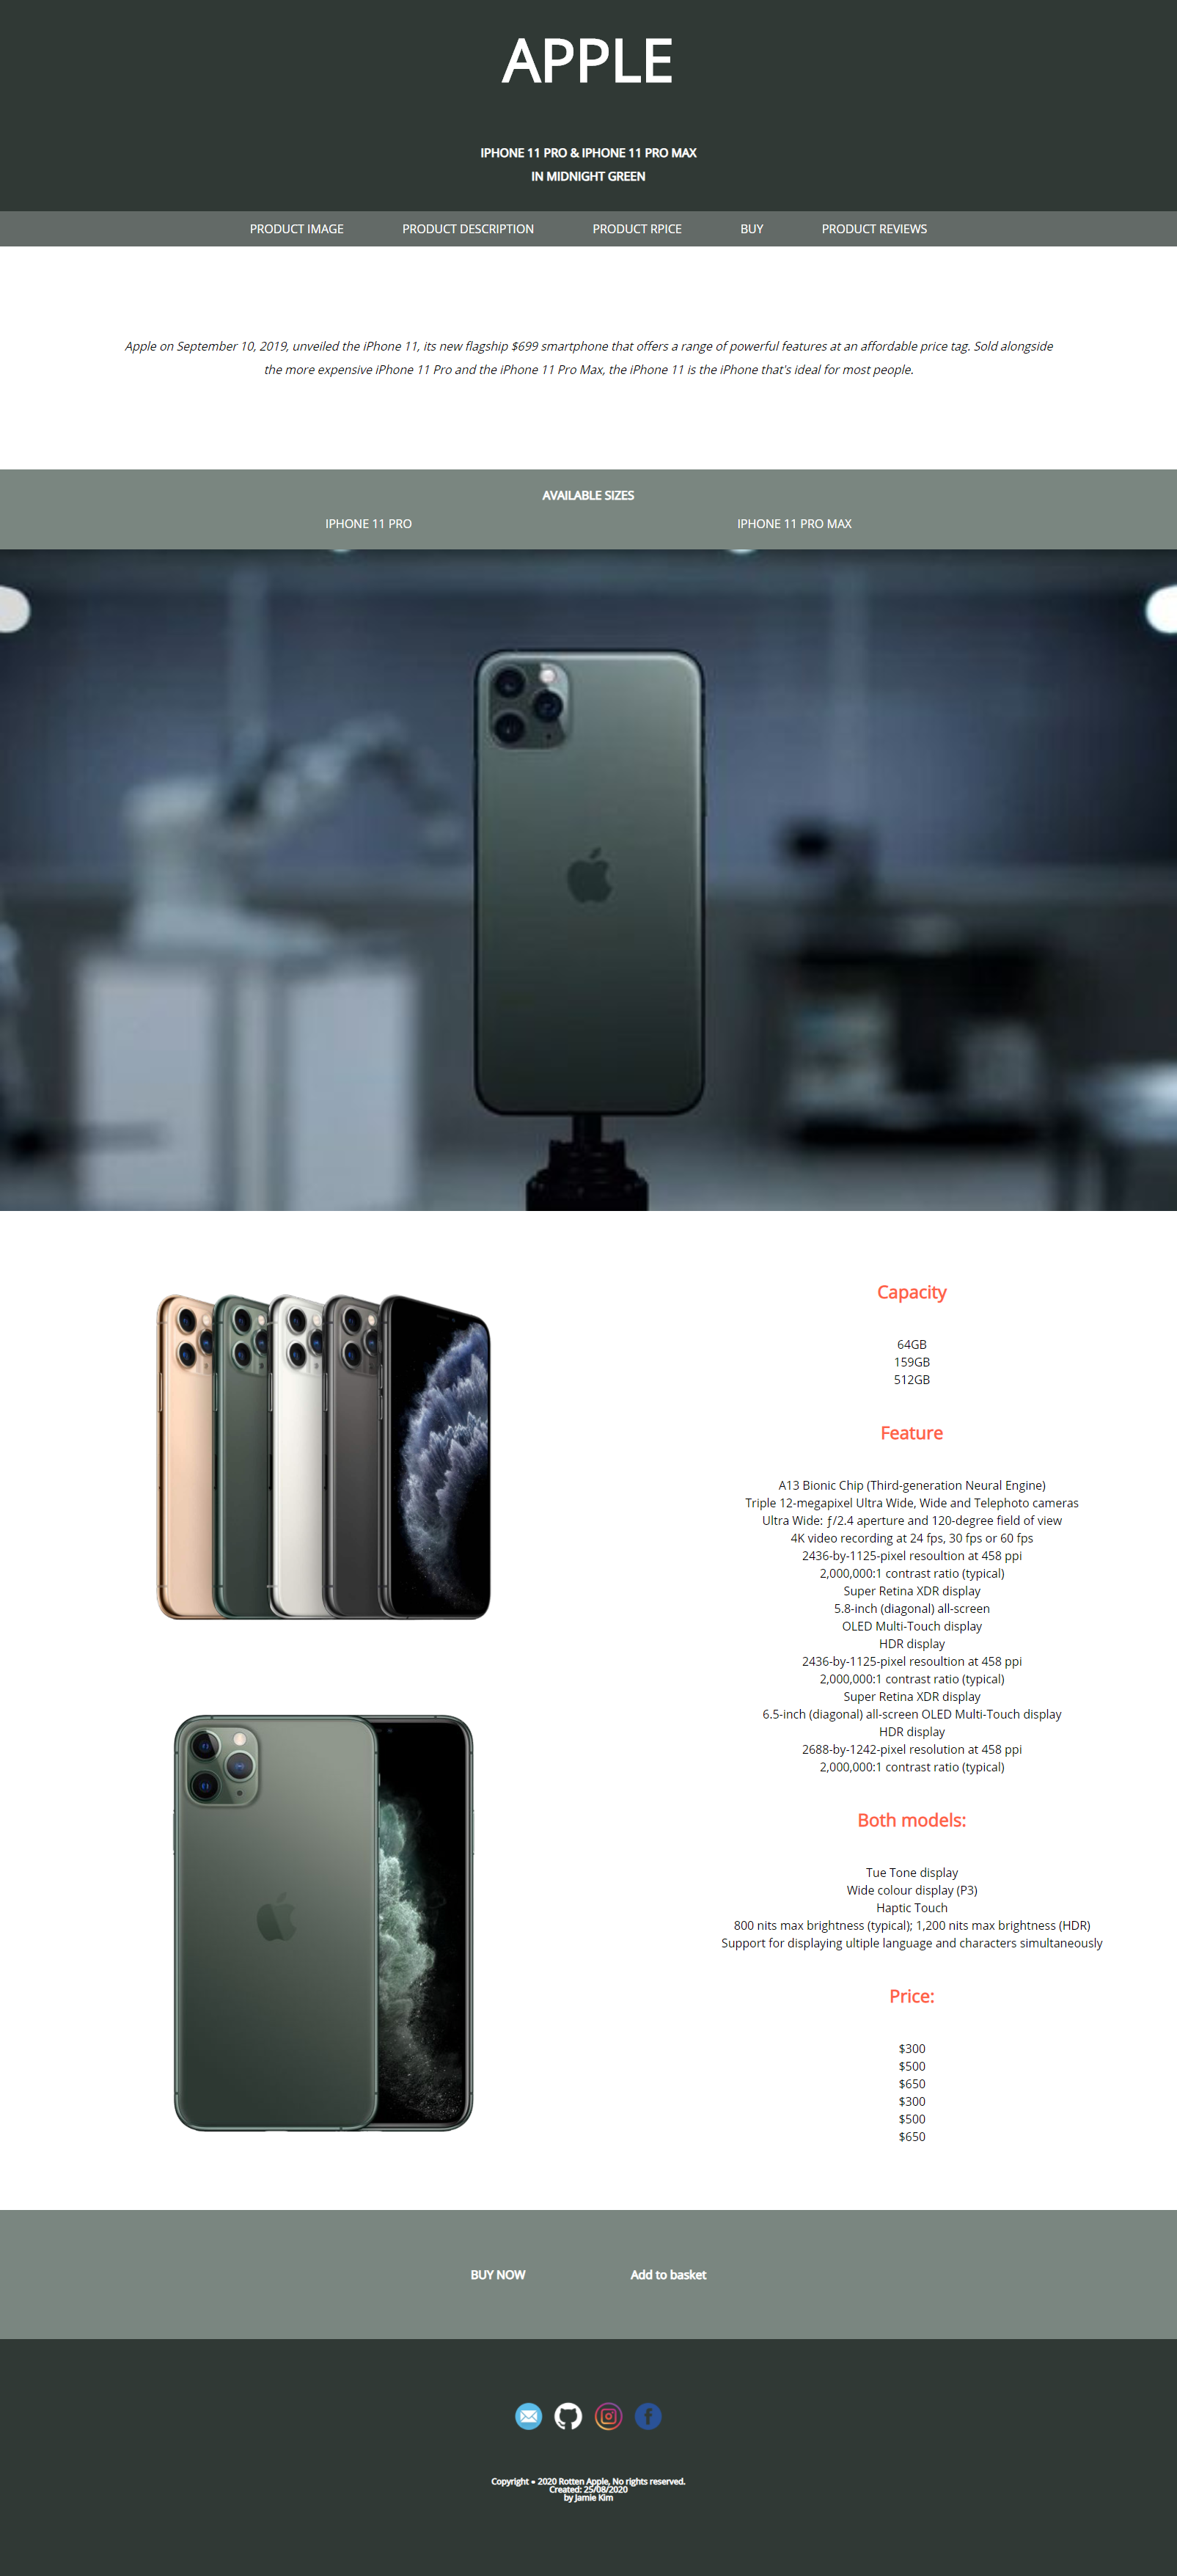 APPLE
IPHONE 11 PRO & IPHONE 11 PRO MAX
IN MIDNIGHT GREEN
PRODUCT IMAGE PRODUCT DESCRIPTION PRODUCT RPICE BUY PRODUCT REVIEWS
Apple on September 10, 2019, unveiled the iPhone 11, its new flagship $699 smartphone that offers a range of powerful features at an affordable price tag. Sold alongside
the more expensive iPhone 11 Pro and the iPhone 11 Pro Max, the iPhone 11 is the iPhone that's ideal for most people.
AVAILABLE SIZES
IPHONE 11 PRO IPHONE 11 PRO MAX
Capacity
64GB
159GB
512GB
Feature
A13 Bionic Chip (Third-generation Neural Engine)
Triple 12-megapixel Ultra Wide, Wide and Telephoto cameras
Ultra Wide: ƒ/2.4 aperture and 120-degree field of view
4K video recording at 24 fps, 30 fps or 60 fps
2436-by-1125-pixel resoultion at 458 ppi
2,000,000:1 contrast ratio (typical)
Super Retina XDR display
5.8-inch (diagonal) all-screen
OLED Multi-Touch display
HDR display
2436-by-1125-pixel resoultion at 458 ppi
2,000,000:1 contrast ratio (typical)
Super Retina XDR display
6.5-inch (diagonal) all-screen OLED Multi-Touch display
HDR display
2688-by-1242-pixel resolution at 458 ppi
2,000,000:1 contrast ratio (typical)
Both models:
Tue Tone display
Wide colour display (P3)
Haptic Touch
800 nits max brightness (typical); 1,200 nits max brightness (HDR)
Support for displaying ultiple language and characters simultaneously
Price:
$300
$500
$650
$300
$500
$650
BUY NOW Add to basket
Copyright • 2020 Rotten Apple, No rights reserved.
Created: 25/08/2020
by Jamie Kim